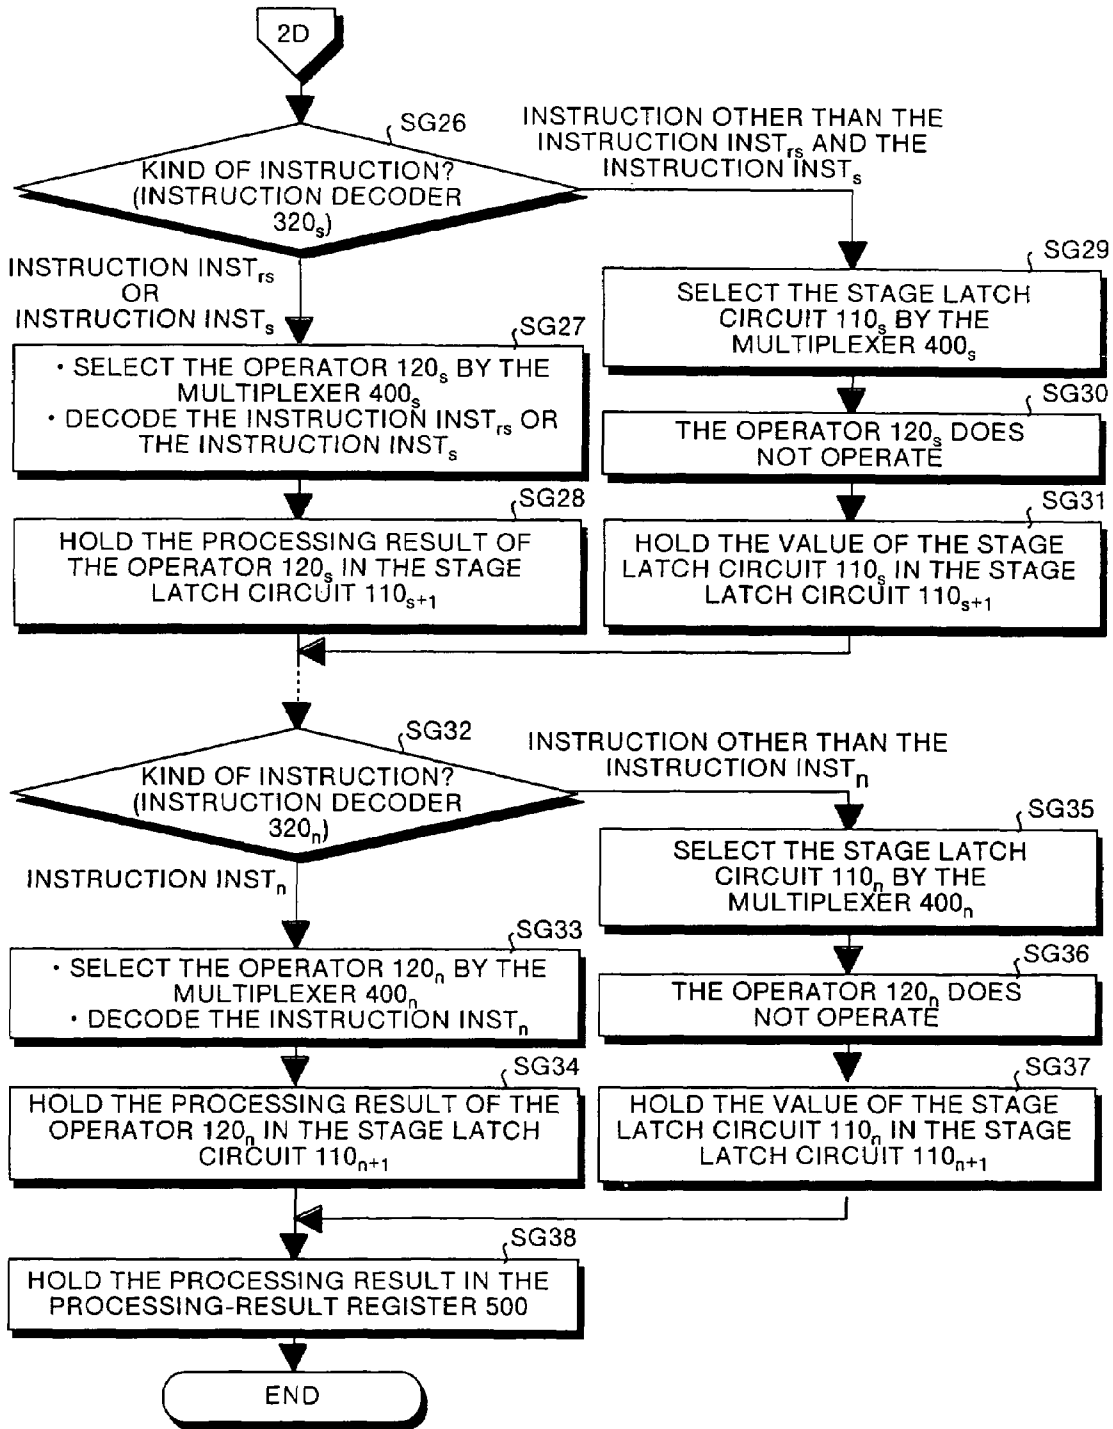 2D
SG26
KIND OF INSTRUCTION?
(INSTRUCTION DECODER
320s)
INSTRUCTION OTHER THAN THE
INSTRUCTION INSTrs AND THE
INSTRUCTION INSTs
INSTRUCTION INSTrs
OR
INSTRUCTION INSTs
SG27
• SELECT THE OPERATOR 120s BY THE
MULTIPLEXER 400s
• DECODE THE INSTRUCTION INSTrs OR
THE INSTRUCTION INSTs
SG28
HOLD THE PROCESSING RESULT OF
THE OPERATOR 120s IN THE STAGE
LATCH CIRCUIT 110s+1
SG29
SELECT THE STAGE LATCH
CIRCUIT 110s BY THE
MULTIPLEXER 400s
SG30
THE OPERATOR 120s DOES
NOT OPERATE
SG31
HOLD THE VALUE OF THE STAGE
LATCH CIRCUIT 110s IN THE STAGE
LATCH CIRCUIT 110s+1
SG32
KIND OF INSTRUCTION?
(INSTRUCTION DECODER
320n)
INSTRUCTION OTHER THAN THE
INSTRUCTION INSTn
INSTRUCTION INSTn
SG33
• SELECT THE OPERATOR 120n BY THE
MULTIPLEXER 400n
• DECODE THE INSTRUCTION INSTn
SG34
HOLD THE PROCESSING RESULT OF THE
OPERATOR 120n IN THE STAGE LATCH
CIRCUIT 110n+1
SG35
SELECT THE STAGE LATCH
CIRCUIT 110n BY THE
MULTIPLEXER 400n
SG36
THE OPERATOR 120n DOES
NOT OPERATE
SG37
HOLD THE VALUE OF THE STAGE
LATCH CIRCUIT 110n IN THE STAGE
LATCH CIRCUIT 110n+1
SG38
HOLD THE PROCESSING RESULT IN THE
PROCESSING-RESULT REGISTER 500
END